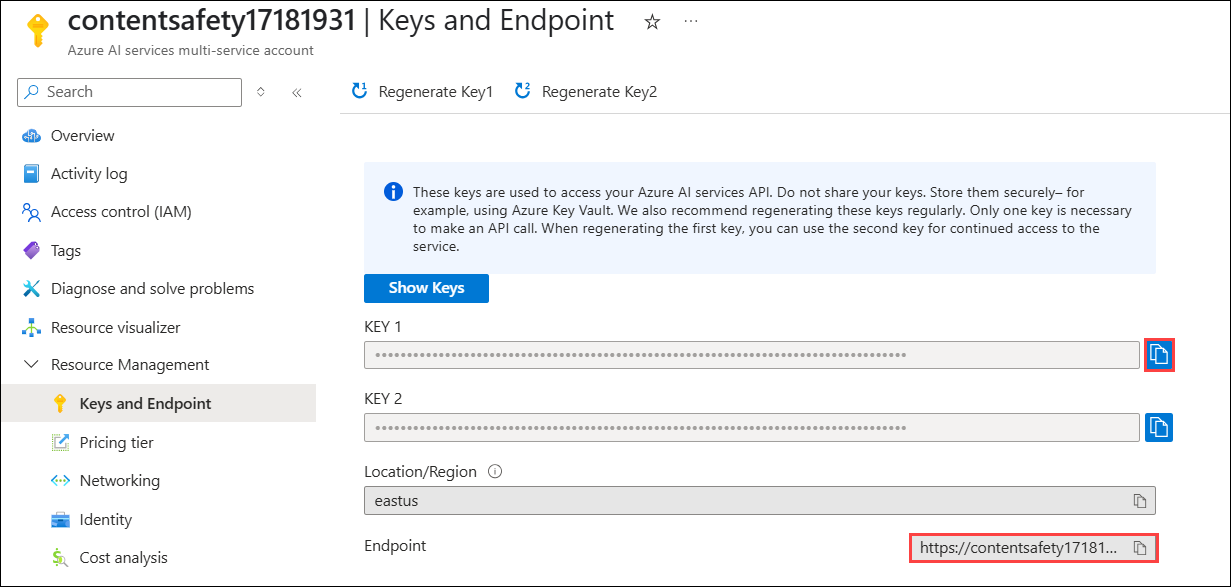 contentsafety17181931 | Keys and Endpoint
Azure AI services multi-service account
Search
Regenerate Key1
Regenerate Key2
Overview
Activity log
Access control (IAM)
Tags
Diagnose and solve problems
Resource visualizer
Resource Management
Keys and Endpoint
Pricing tier
Networking
Identity
Cost analysis
These keys are used to access your Azure AI services API. Do not share your keys. Store them securely– for
example, using Azure Key Vault. We also recommend regenerating these keys regularly. Only one key is necessary
to make an API call. When regenerating the first key, you can use the second key for continued access to the
service.
Show Keys
KEY 1
KEY 2
Location/Region
eastus
Endpoint
https://contentsafety17181...